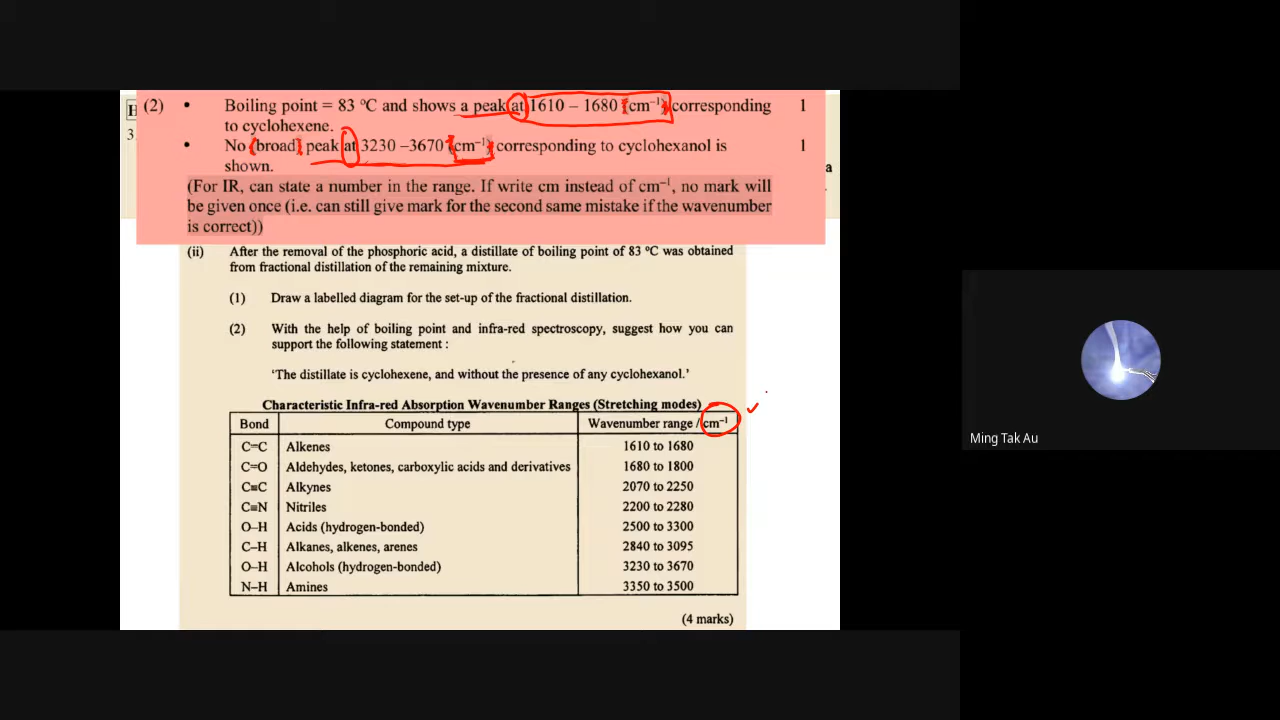 H
3
(2) • Boiling point = 83 °C and shows a peak at 1610 – 1680 (cm⁻¹) corresponding 1
to cyclohexene.
• No (broad) peak at 3230 –3670 (cm⁻¹) corresponding to cyclohexanol is 1
shown.
a
(For IR, can state a number in the range. If write cm instead of cm⁻¹, no mark will
be given once (i.e. can still give mark for the second same mistake if the wavenumber
is correct))
(ii) After the removal of the phosphoric acid, a distillate of boiling point of 83 °C was obtained
from fractional distillation of the remaining mixture.
(1) Draw a labelled diagram for the set-up of the fractional distillation.
(2) With the help of boiling point and infra-red spectroscopy, suggest how you can
support the following statement :
‘The distillate is cyclohexene, and without the presence of any cyclohexanol.’
Characteristic Infra-red Absorption Wavenumber Ranges (Stretching modes)
Bond Compound type Wavenumber range / cm⁻¹
C=C Alkenes 1610 to 1680
C=O Aldehydes, ketones, carboxylic acids and derivatives 1680 to 1800
C≡C Alkynes 2070 to 2250
C≡N Nitriles 2200 to 2280
O–H Acids (hydrogen-bonded) 2500 to 3300
C–H Alkanes, alkenes, arenes 2840 to 3095
O–H Alcohols (hydrogen-bonded) 3230 to 3670
N–H Amines 3350 to 3500
(4 marks)
Ming Tak Au